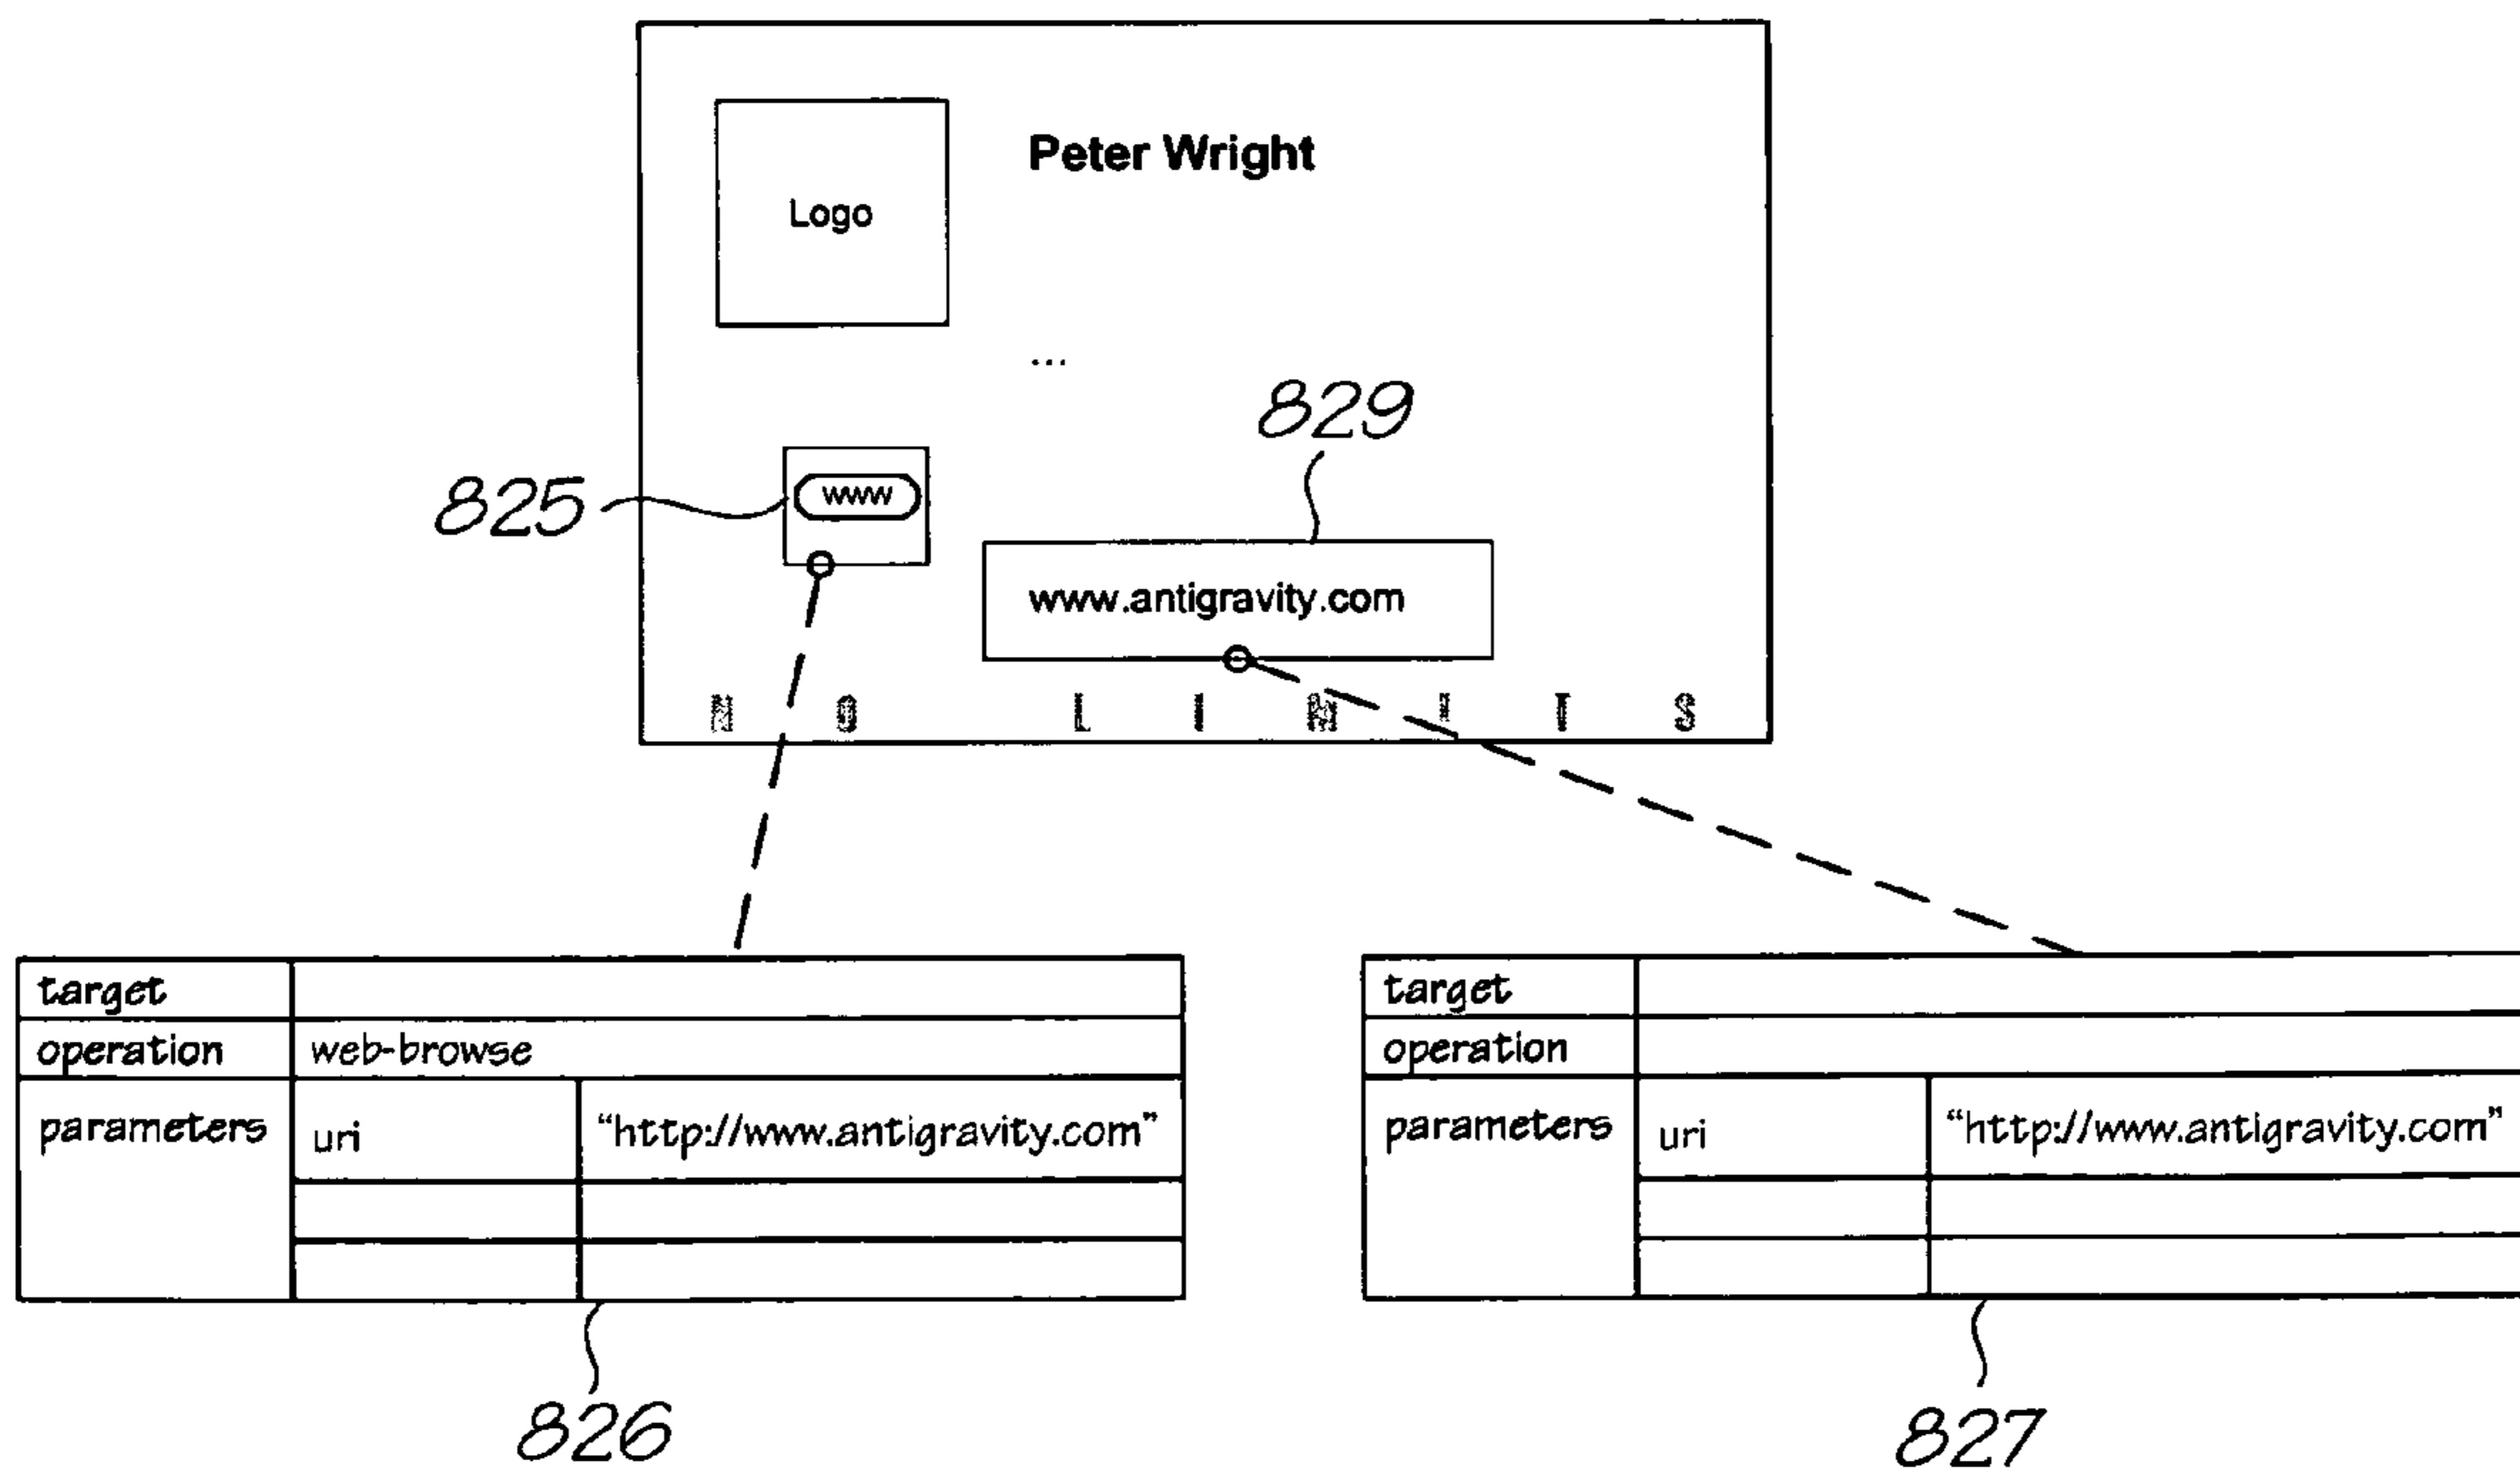 Peter Wright
Logo
...
829
825
www
www.antigravity.com
N O L I M I T S
target
operation web-browse
parameters uri “http://www.antigravity.com”
826
target
operation
parameters uri “http://www.antigravity.com”
827